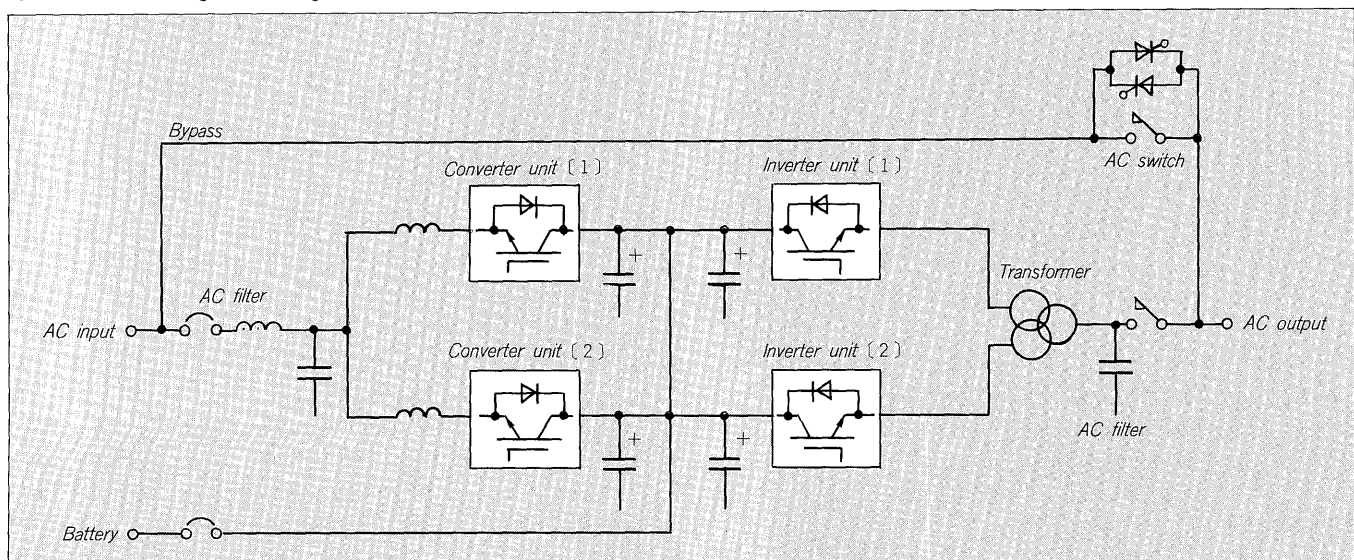 Bypass
AC switch
Converter unit〔1〕
Inverter unit〔1〕
+
+
Transformer
AC filter
AC input
AC output
Converter unit〔2〕
Inverter unit〔2〕
+
+
AC filter
Battery